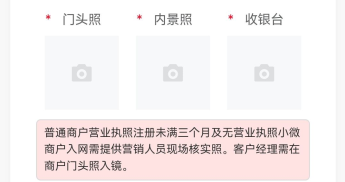 * 门头照 * 内景照 * 收银台
普通商户营业执照注册未满三个月及无营业执照小微
商户入网需提供营销人员现场核实照。客户经理需在
商户门头照入镜。